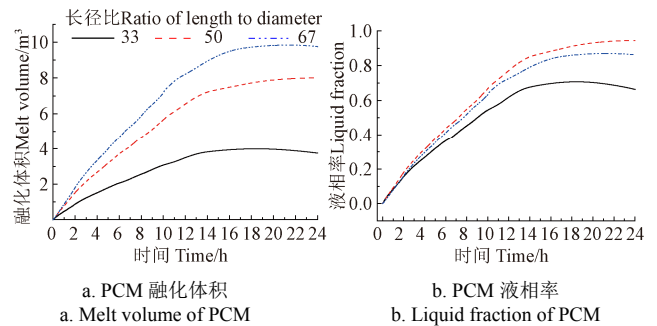 长径比Ratio of length to diameter
33 50 67
融化体积Melt volume/m³
10
8
6
4
2
0 2 4 6 8 10 12 14 16 18 20 22 24
时间 Time/h
a. PCM 融化体积
a. Melt volume of PCM
液相率Liquid fraction
1.0
0.8
0.6
0.4
0.2
0.0
0 2 4 6 8 10 12 14 16 18 20 22 24
时间 Time/h
b. PCM 液相率
b. Liquid fraction of PCM